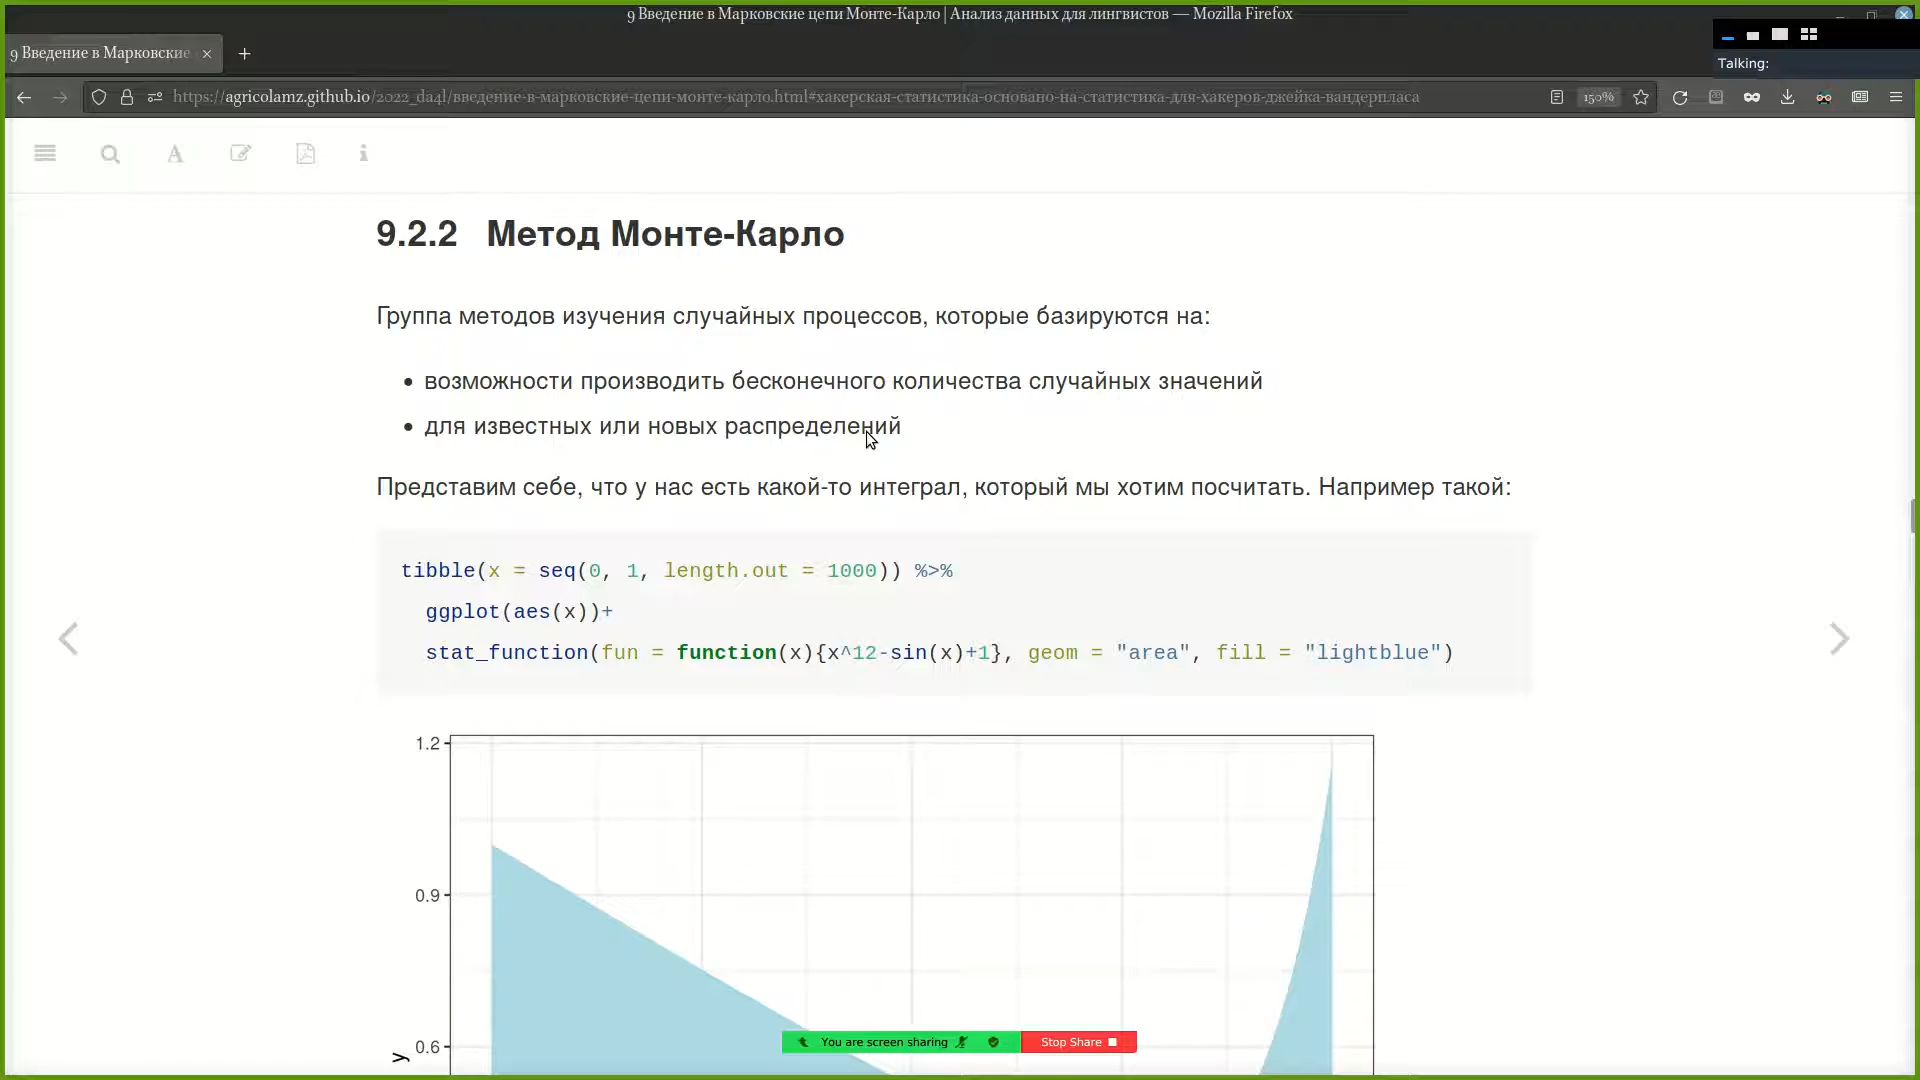 9 Введение в Марковские цепи Монте-Карло | Анализ данных для лингвистов — Mozilla Firefox
9 Введение в Марковские
Talking:
https://agricolamz.github.io/2022_da4l/введение-в-марковские-цепи-монте-карло.html#хакерская-статистика-основано-на-статистика-для-хакеров-джейка-вандерпласа
150%
9.2.2 Метод Монте-Карло
Группа методов изучения случайных процессов, которые базируются на:
• возможности производить бесконечного количества случайных значений
• для известных или новых распределений
Представим себе, что у нас есть какой-то интеграл, который мы хотим посчитать. Например такой:
tibble(x = seq(0, 1, length.out = 1000)) %>%
ggplot(aes(x))+
stat_function(fun = function(x){x^12-sin(x)+1}, geom = "area", fill = "lightblue")
1.2
0.9
0.6
y
You are screen sharing
Stop Share